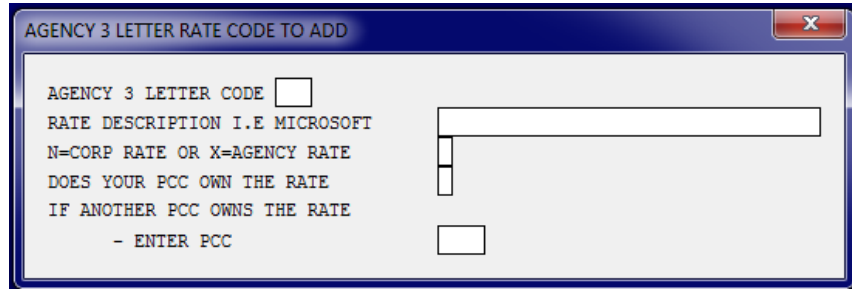 AGENCY 3 LETTER RATE CODE TO ADD
X
AGENCY 3 LETTER CODE
RATE DESCRIPTION I.E MICROSOFT
N=CORP RATE OR X=AGENCY RATE
DOES YOUR PCC OWN THE RATE
IF ANOTHER PCC OWNS THE RATE
- ENTER PCC